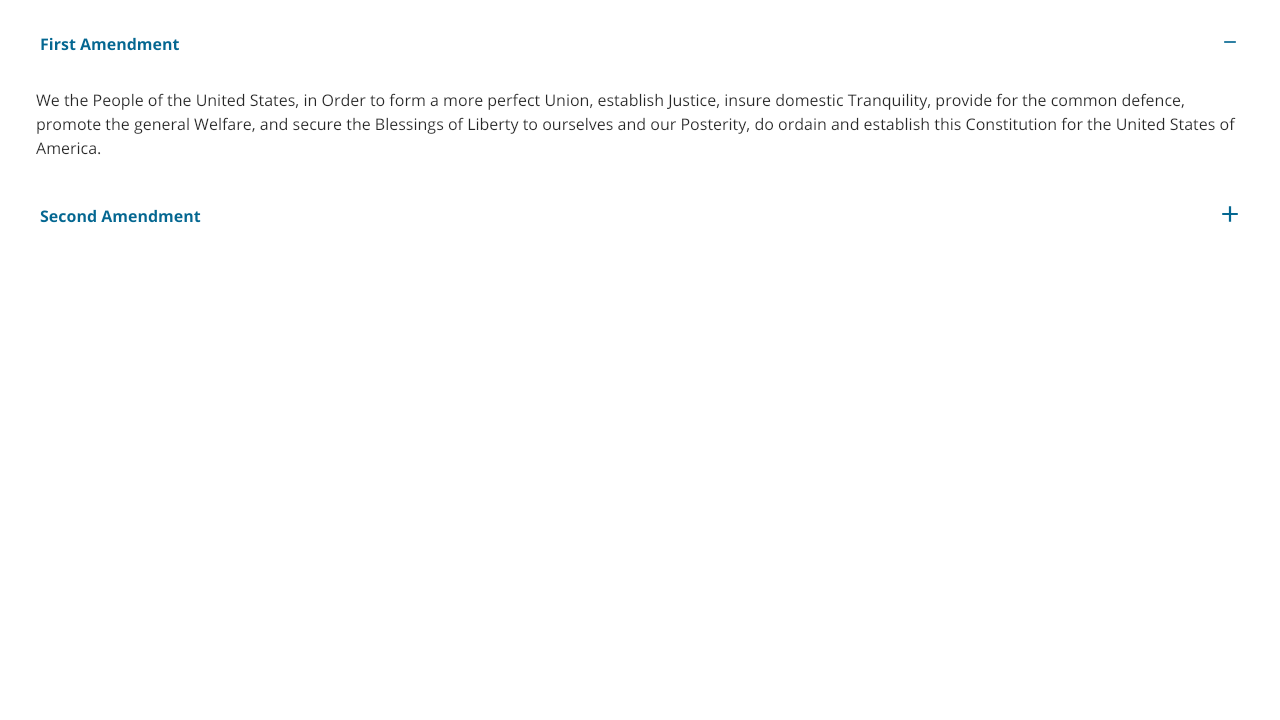 First Amendment
We the People of the United States, in Order to form a more perfect Union, establish Justice, insure domestic Tranquility, provide for the common defence,
promote the general Welfare, and secure the Blessings of Liberty to ourselves and our Posterity, do ordain and establish this Constitution for the United States of
America.
Second Amendment